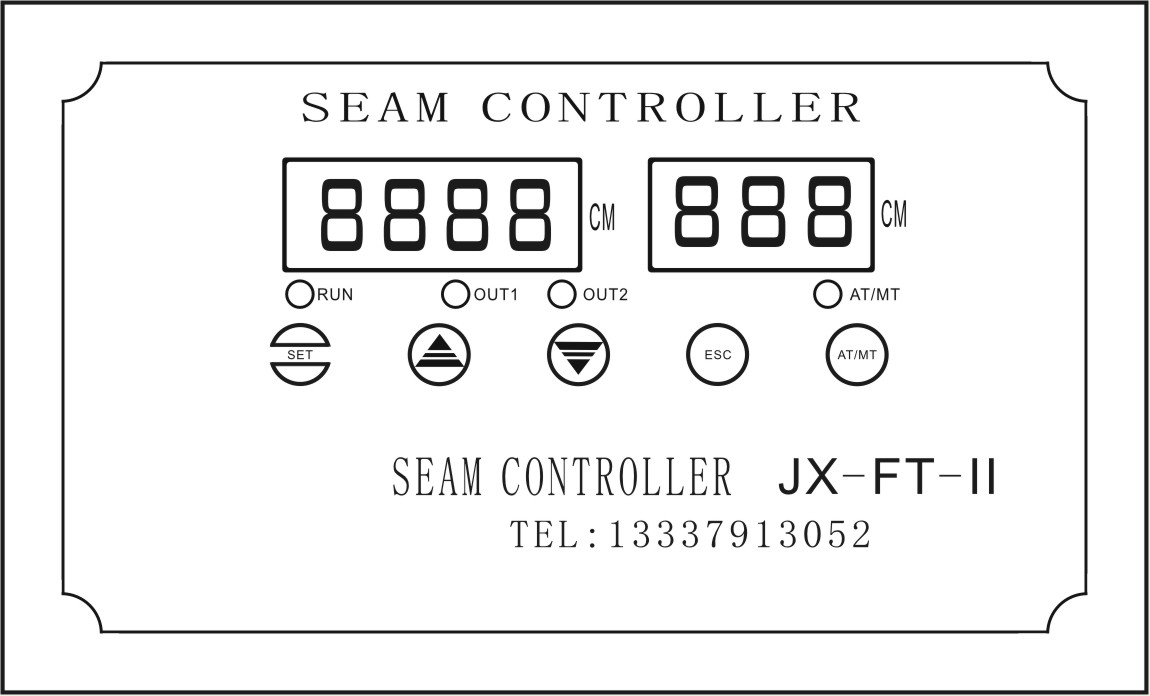 SEAM CONTROLLER
8888 CM 888 CM
RUN OUT1 OUT2 AT/MT
SET ESC AT/MT
SEAM CONTROLLER JX-FT-II
TEL:13337913052